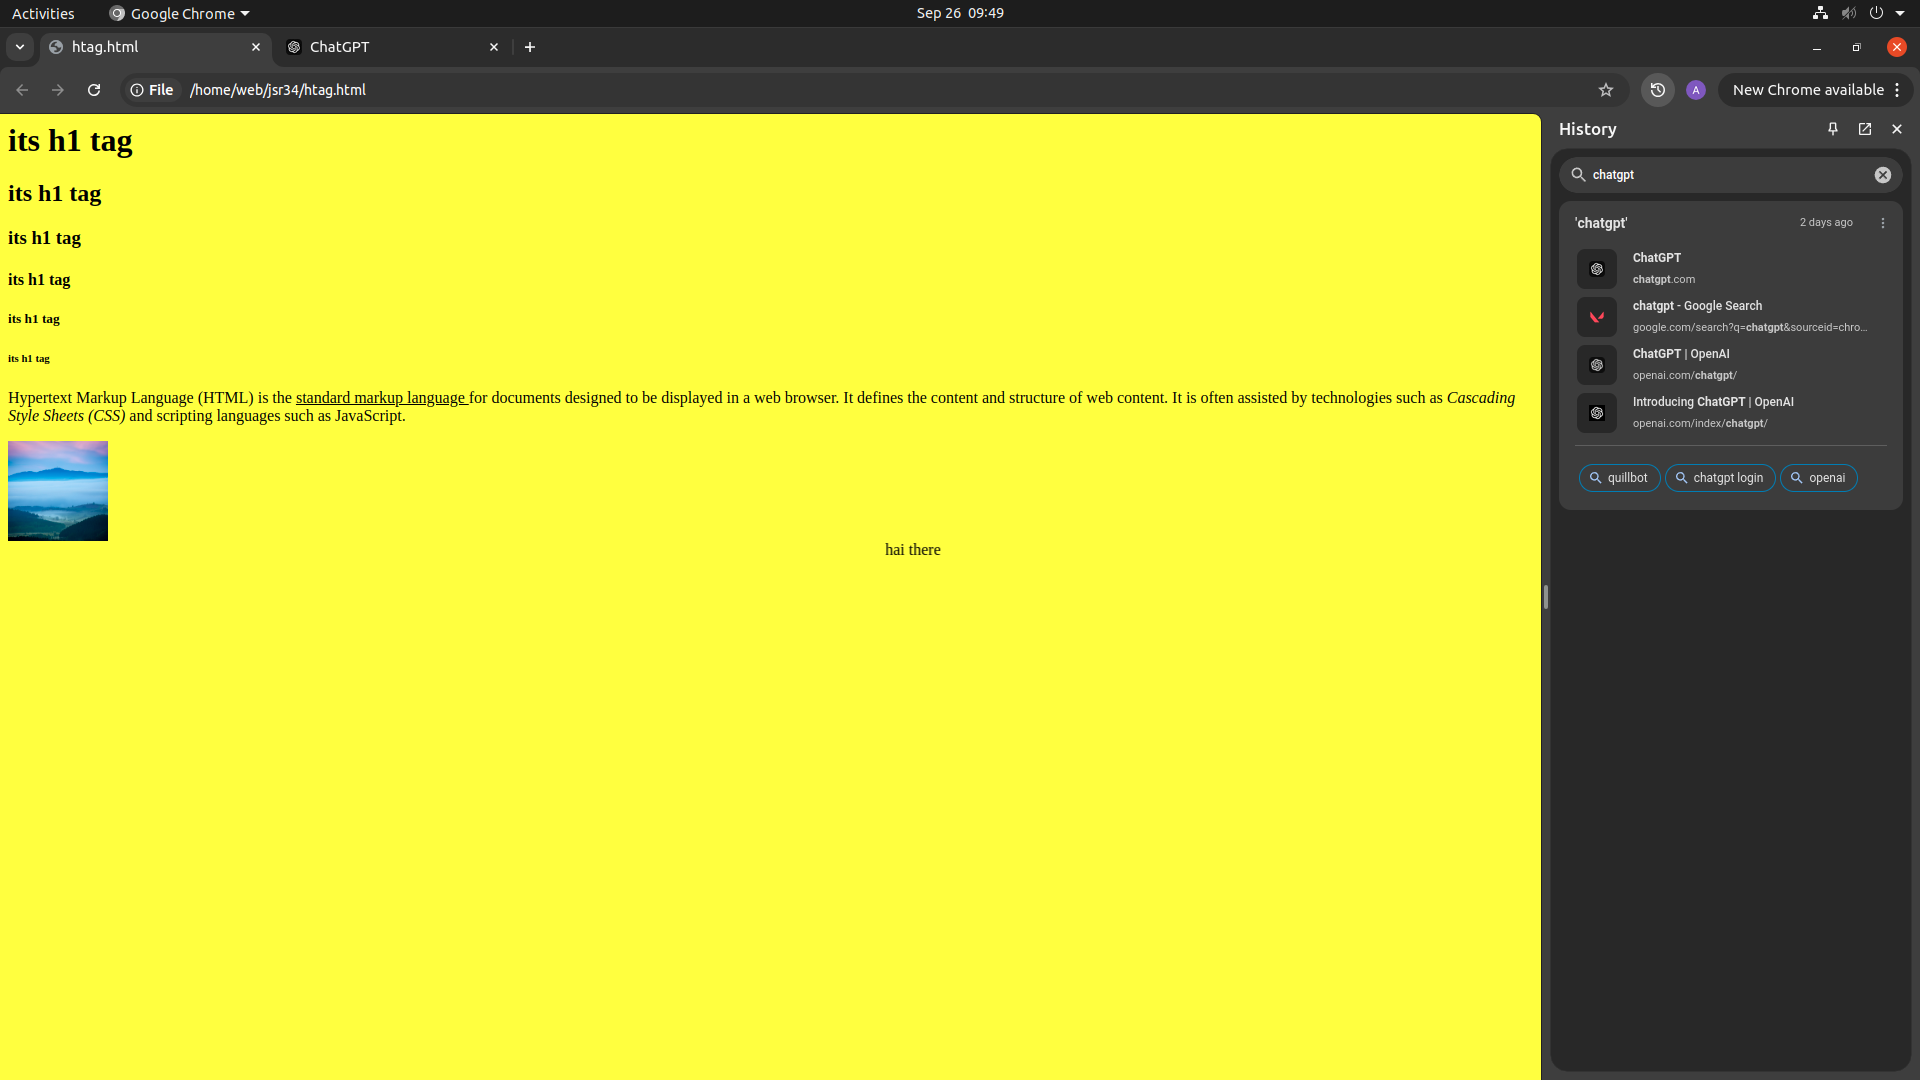 Activities
Google Chrome
Sep 26 09:49
htag.html
ChatGPT
File
/home/web/jsr34/htag.html
A
New Chrome available
its h1 tag
its h1 tag
its h1 tag
its h1 tag
its h1 tag
its h1 tag
Hypertext Markup Language (HTML) is the standard markup language for documents designed to be displayed in a web browser. It defines the content and structure of web content. It is often assisted by technologies such as Cascading
Style Sheets (CSS) and scripting languages such as JavaScript.
hai there
History
chatgpt
'chatgpt'
2 days ago
ChatGPT
chatgpt.com
chatgpt - Google Search
google.com/search?q=chatgpt&sourceid=chro...
ChatGPT | OpenAI
openai.com/chatgpt/
Introducing ChatGPT | OpenAI
openai.com/index/chatgpt/
quillbot
chatgpt login
openai